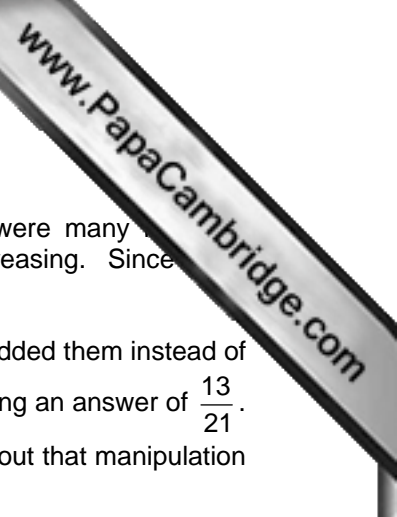 www.PapaCambridge.com
were many
reasing. Since
dded them instead of
ng an answer of 13/21.
out that manipulation